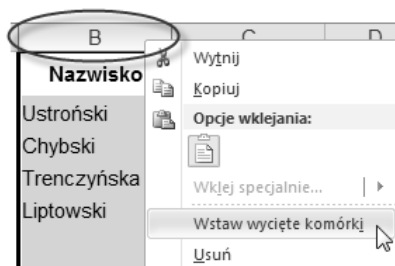 B C D
Nazwisko
Ustroński
Chybski
Trenczyńska
Liptowski
Wytnij
Kopiuj
Opcje wklejania:
Wklej specjalnie...
Wstaw wycięte komórki
Usuń